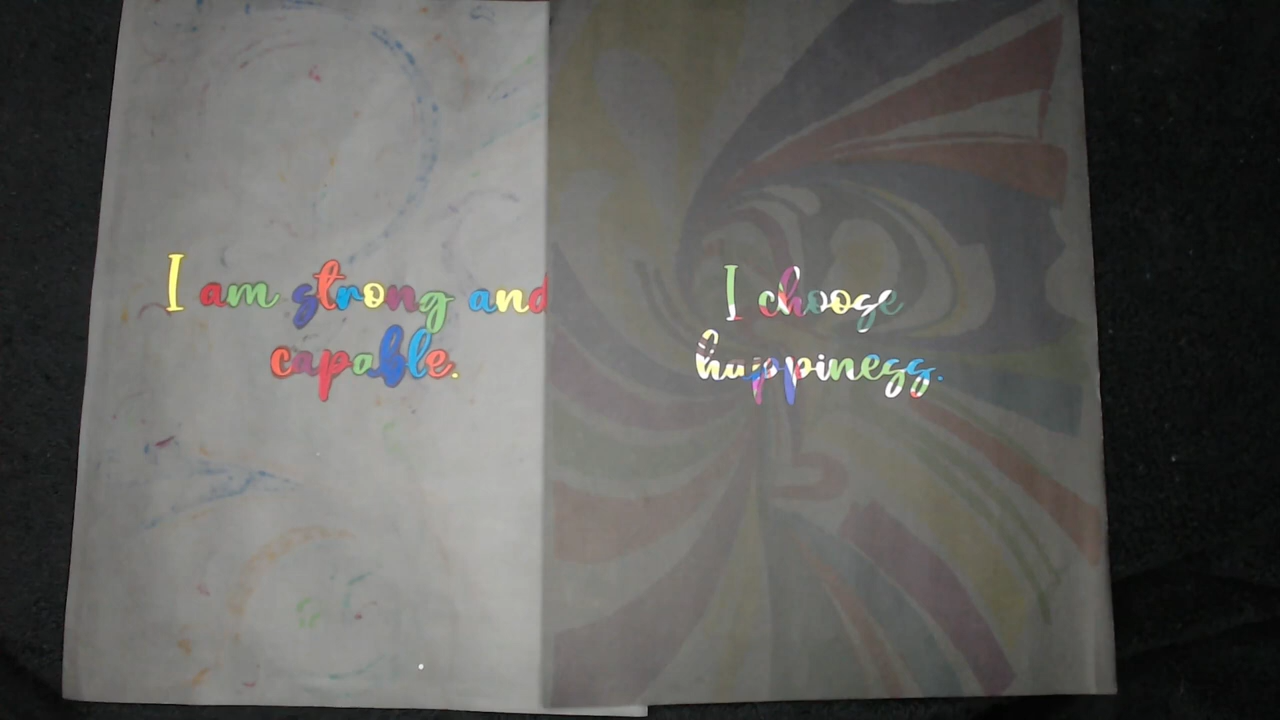 I am strong and
capable.
I choose
happiness.